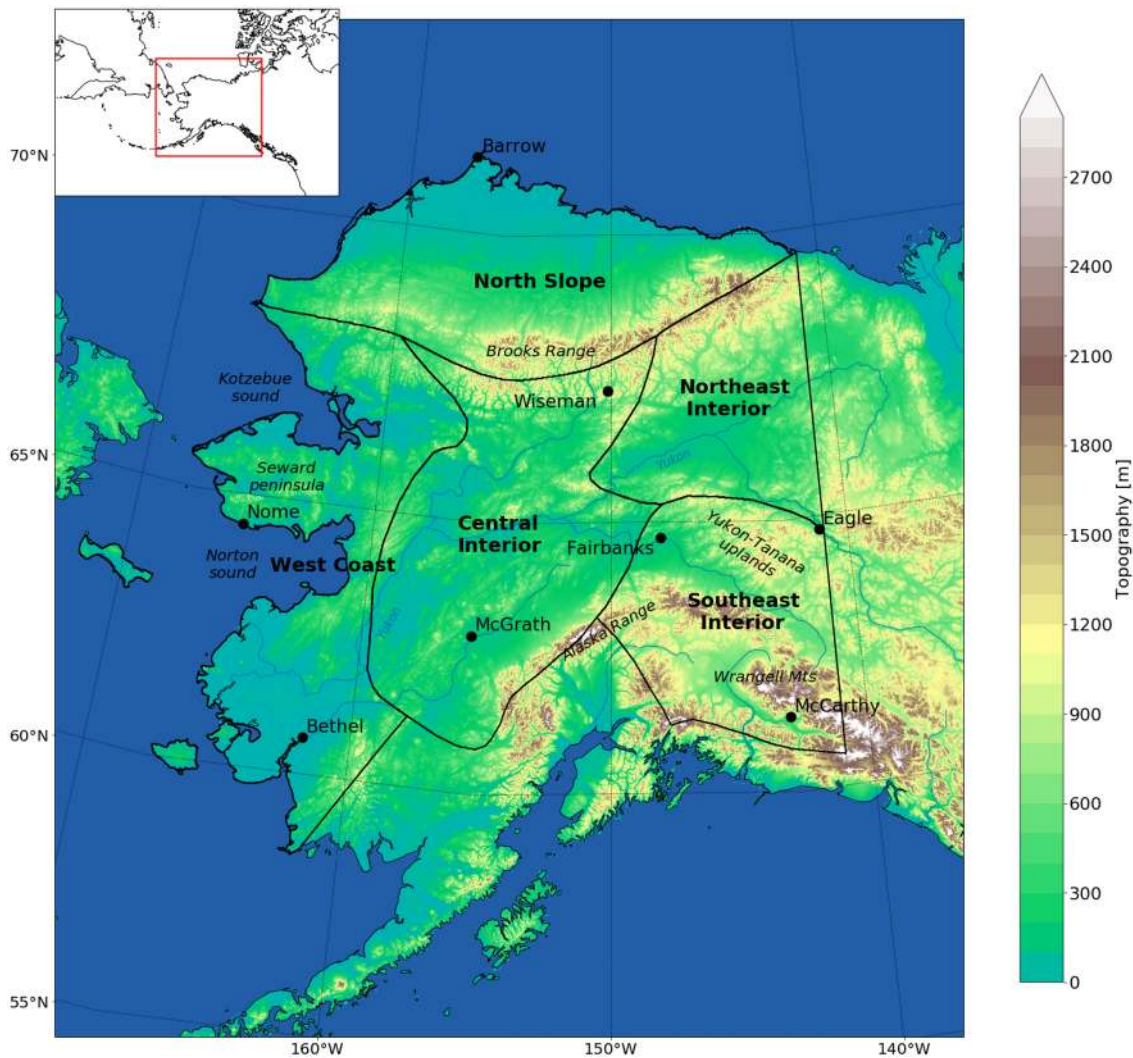 70°N
65°N
60°N
55°N
160°W
150°W
140°W
Barrow
North Slope
Brooks Range
Kotzebue
sound
Wiseman
Northeast
Interior
Yukon
Seward
peninsula
Nome
Norton
sound
West Coast
Central
Interior
Fairbanks
Eagle
Yukon-Tanana
uplands
Yukon
McGrath
Alaska Range
Southeast
Interior
Wrangell Mts
McCarthy
Bethel
2700
2400
2100
1800
1500
1200
900
600
300
0
Topography [m]